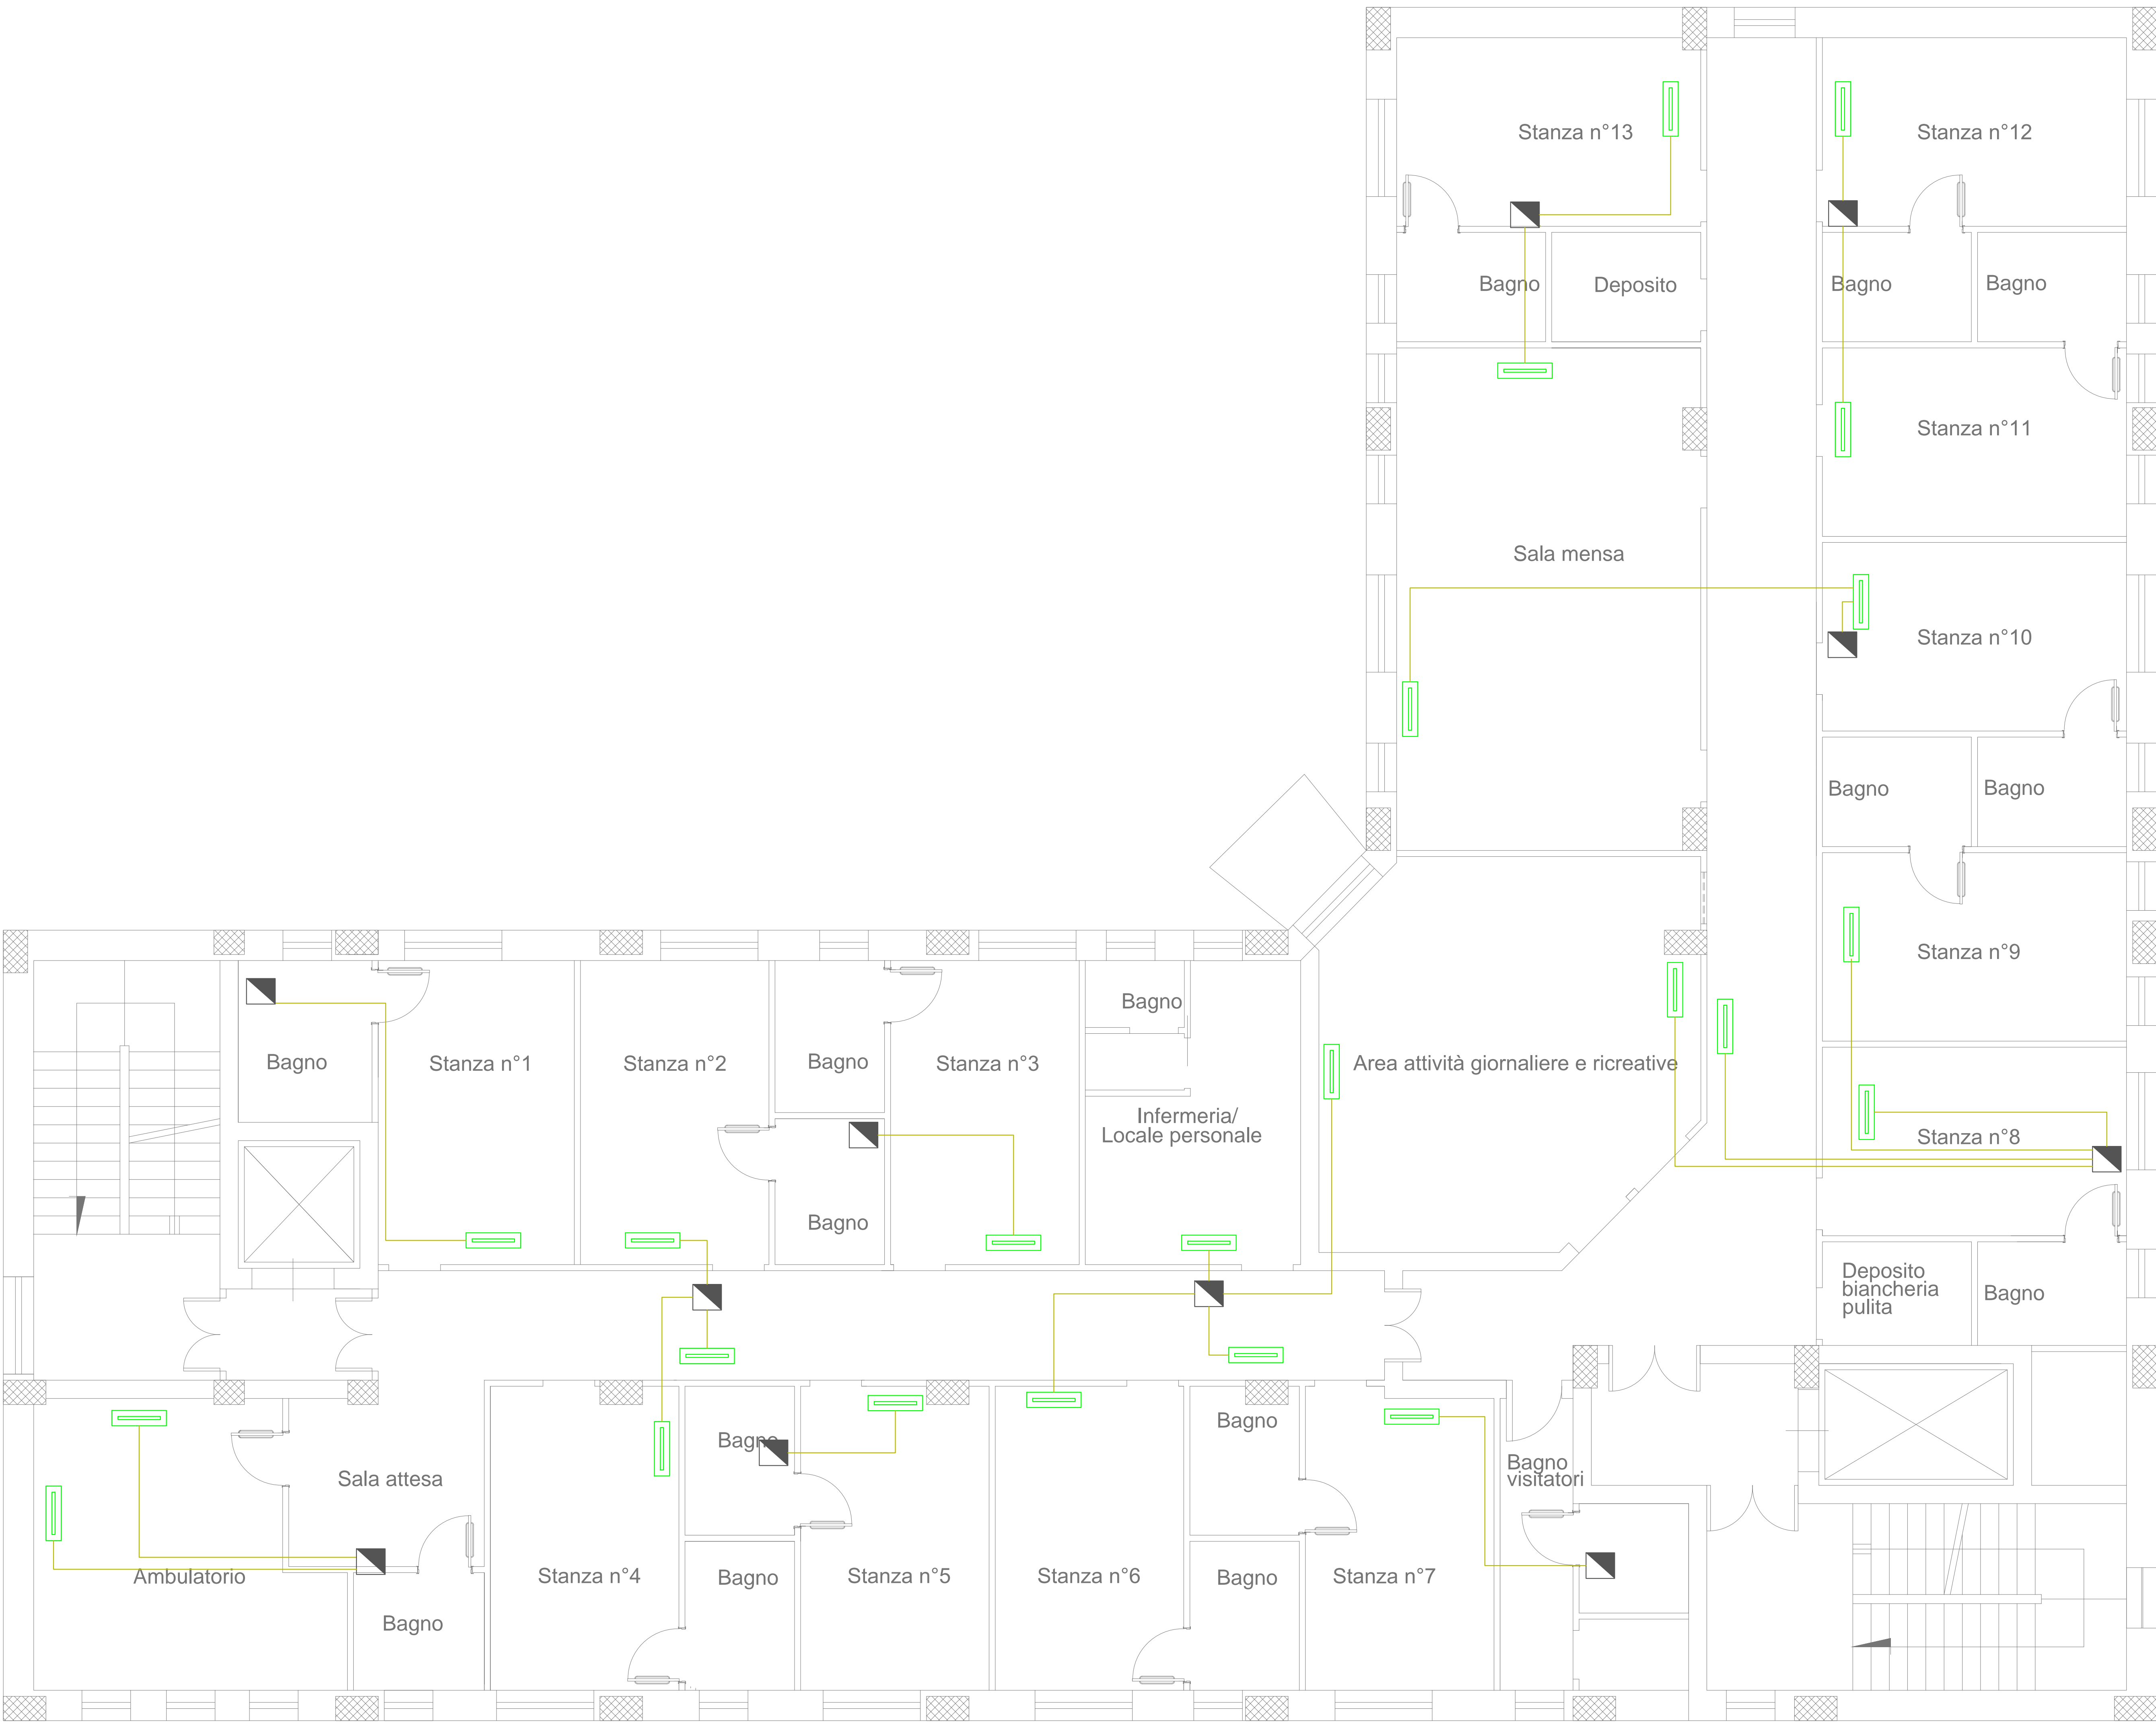 Stanza n°13
Stanza n°12
Bagno
Deposito
Bagno
Bagno
Stanza n°11
Sala mensa
Stanza n°10
Bagno
Bagno
Stanza n°9
Bagno
Bagno
Stanza n°1
Stanza n°2
Bagno
Stanza n°3
Area attività giornaliere e ricreative
Infermeria/
Locale personale
Stanza n°8
Bagno
Deposito
biancheria
pulita
Bagno
Bagno
Bagno
Bagno
visitatori
Sala attesa
Ambulatorio
Stanza n°4
Bagno
Stanza n°5
Stanza n°6
Bagno
Stanza n°7
Bagno